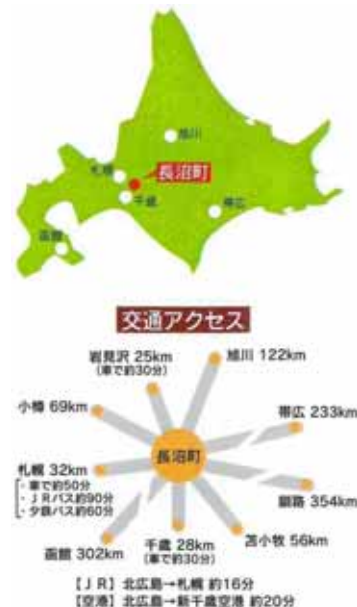 旭川
札幌
長沼町
千歳
帯広
函館
交通アクセス
岩見沢 25km
(車で約30分)
旭川 122km
小樽 69km
帯広 233km
長沼町
札幌 32km
・車で約50分
・JRバス約90分
・夕鉄バス約60分
釧路 354km
函館 302km
千歳 28km
(車で約30分)
苫小牧 56km
【JR】北広島→札幌 約16分
【空港】北広島→新千歳空港 約20分